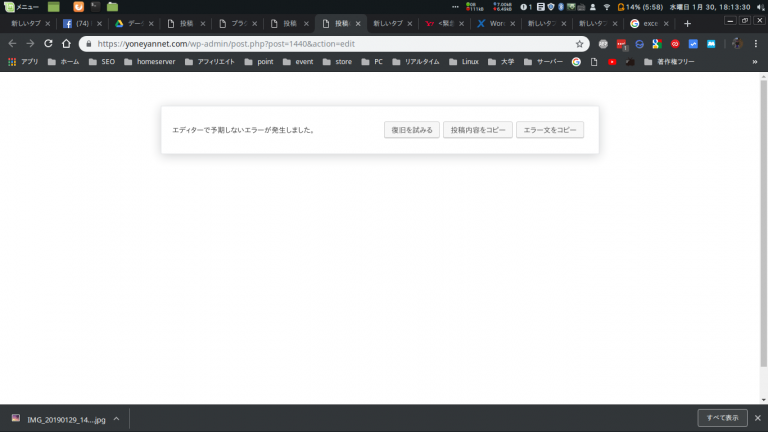 メニュー
14% (5:58) 水曜日 1月 30, 18:13:30
新しいタブ
(74)
デー
投稿
ブラ
投稿
投稿
新しいタブ
<緊
Wor
新しいタブ
新しいタブ
exce
https://yoneyannet.com/wp-admin/post.php?post=1440&action=edit
アプリ ホーム SEO homeserver アフィリエイト point event store PC リアルタイム Linux 大学 サーバー 著作権フリー »
エディターで予期しないエラーが発生しました。 復旧を試みる 投稿内容をコピー エラー文をコピー
IMG_20190129_14....jpg すべて表示